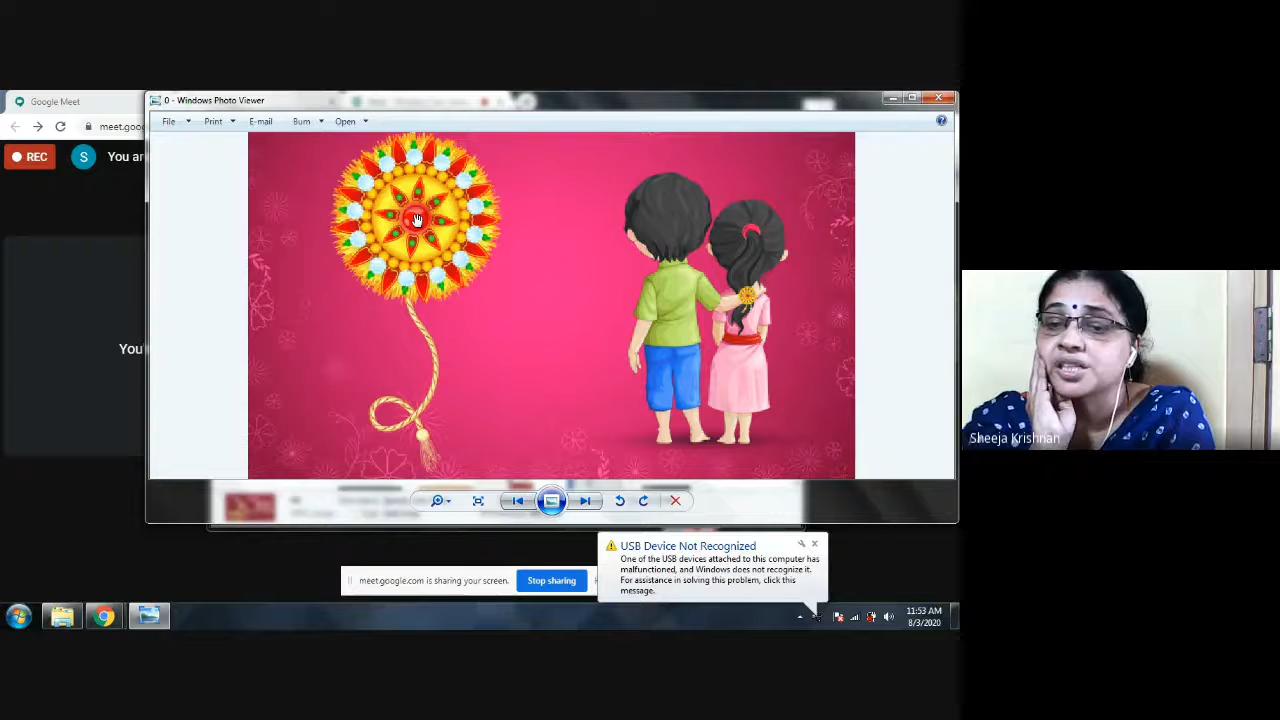 Google Meet
0 - Windows Photo Viewer
File Print E-mail Burn Open
meet.goo
REC S You ar
You'
Sheeja Krishnan
USB Device Not Recognized
One of the USB devices attached to this computer has
malfunctioned, and Windows does not recognize it.
For assistance in solving this problem, click this
message.
meet.google.com is sharing your screen. Stop sharing
11:53 AM
8/3/2020